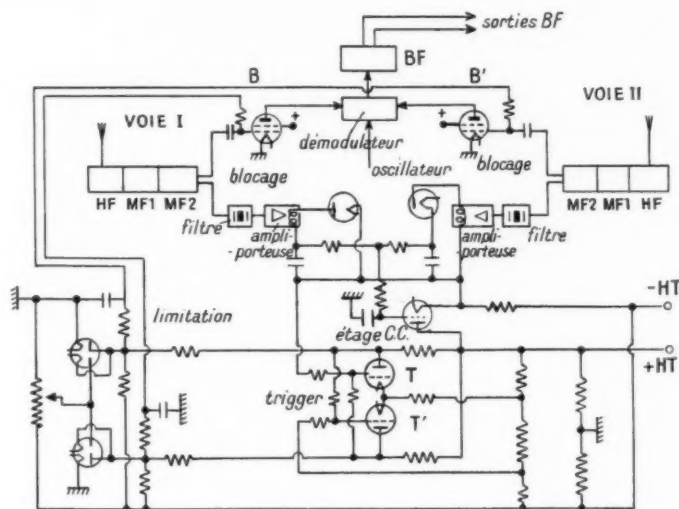 sorties BF
BF
B
B'
VOIE I
VOIE II
+
+
démodulateur
blocage
blocage
oscillateur
HF MF1 MF2
MF2 MF1 HF
filtre
ampli-
porteuse
ampli-
porteuse
filtre
-HT
limitation
étage C.C.
+HT
T
trigger
T'